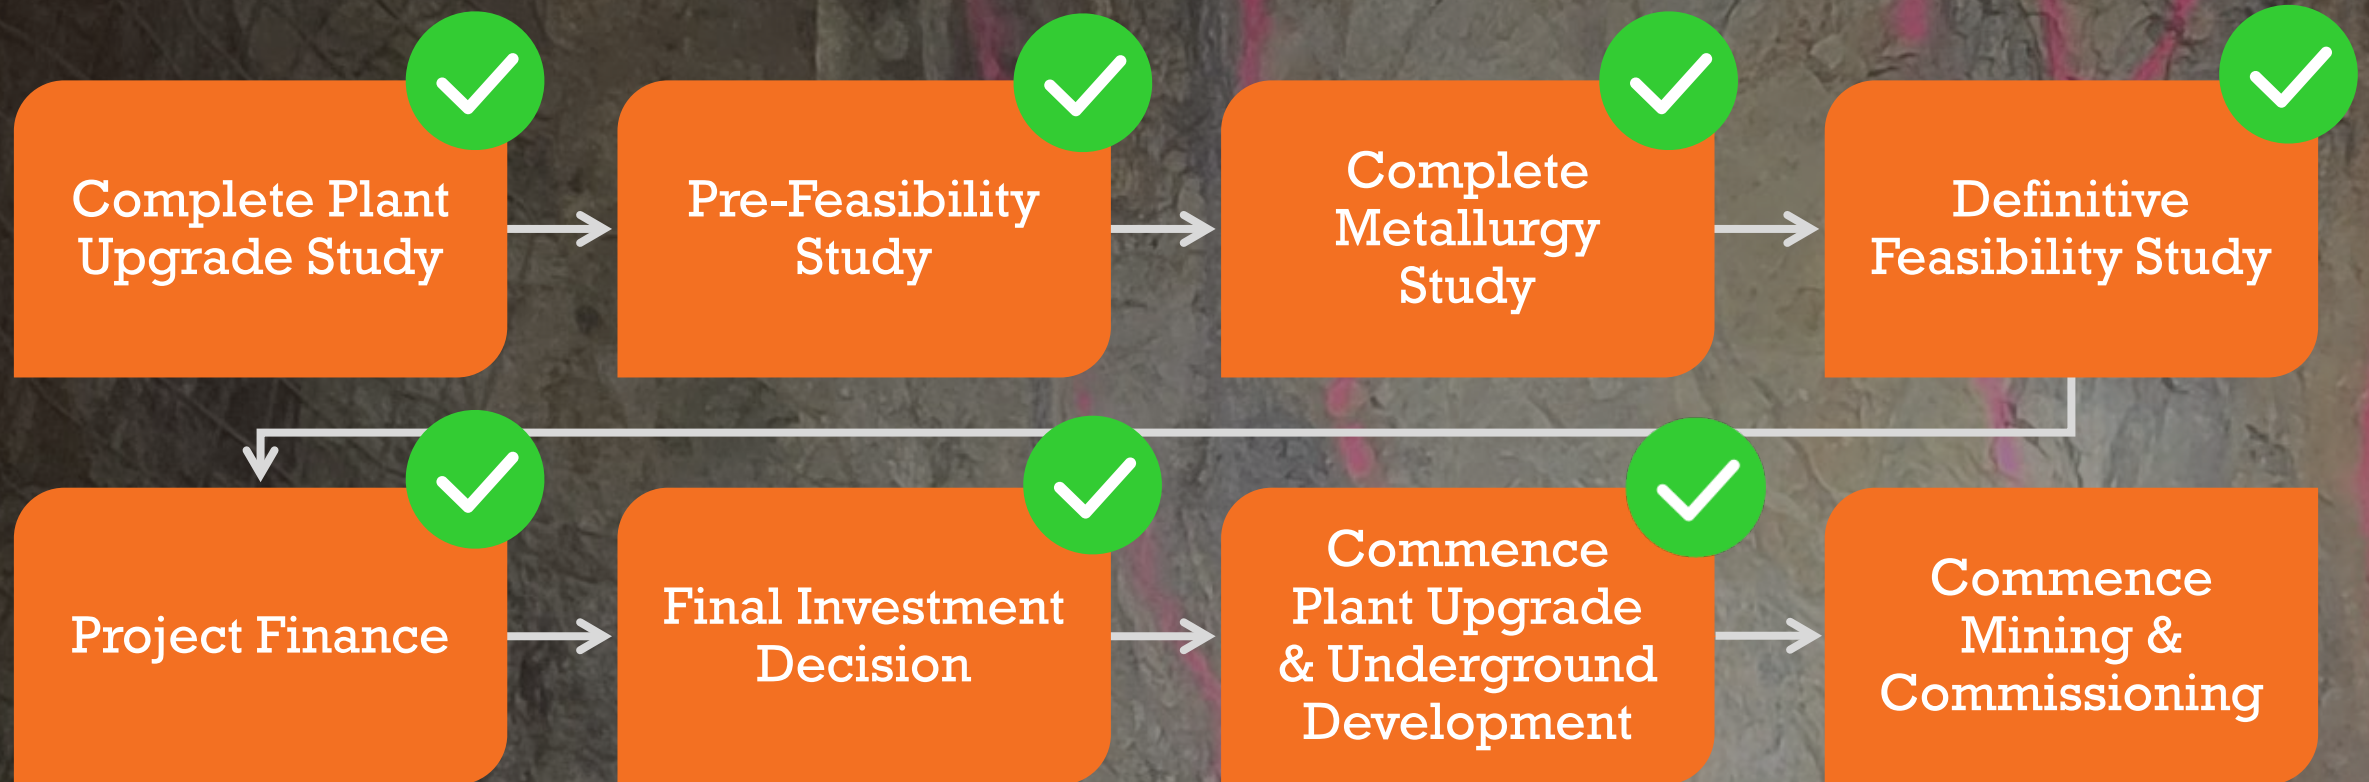 Complete Plant
Upgrade Study
Pre-Feasibility
Study
Complete
Metallurgy
Study
Definitive
Feasibility Study
Project Finance
Final Investment
Decision
Commence
Plant Upgrade
& Underground
Development
Commence
Mining &
Commissioning